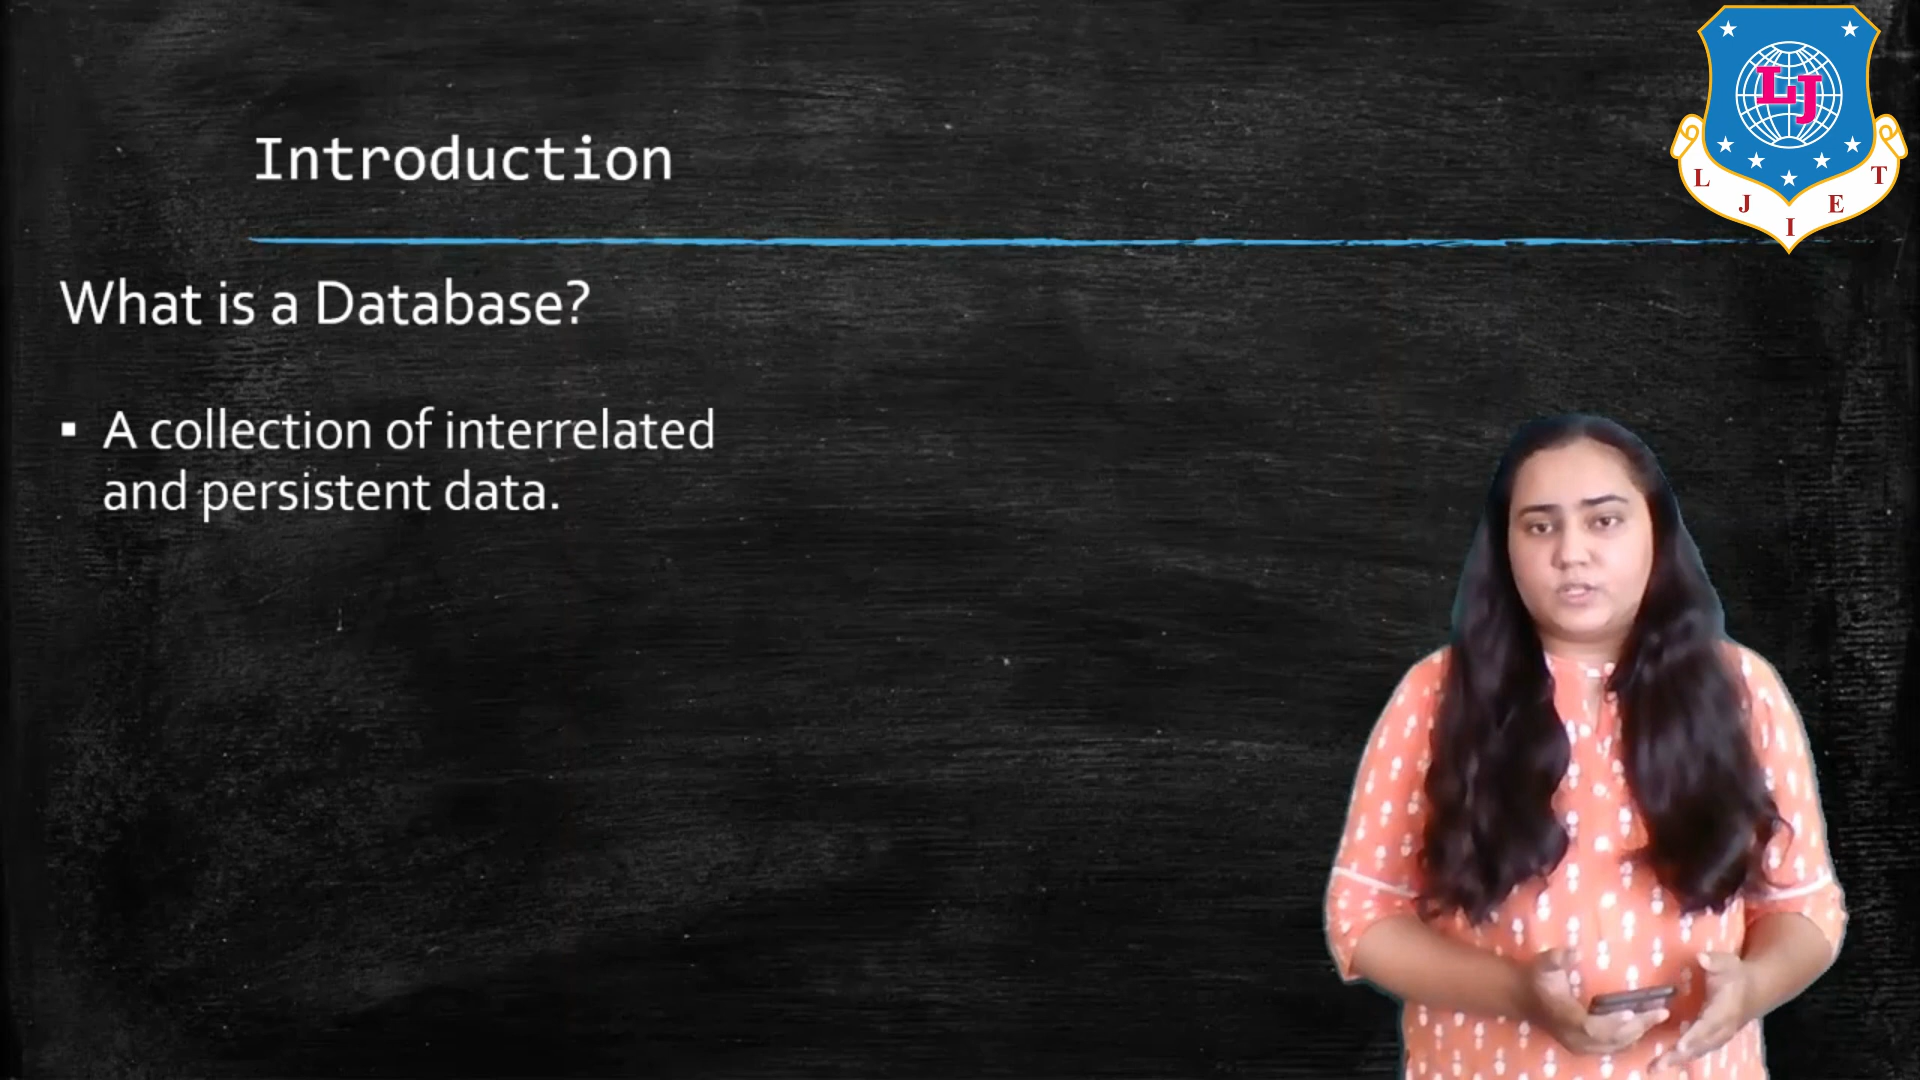 Introduction
What is a Database?
▪ A collection of interrelated
and persistent data.
LJ
L J I E T